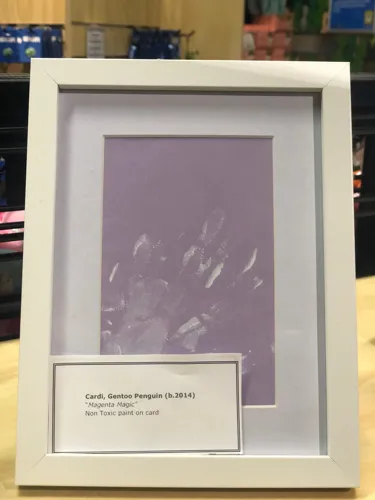 Cardi, Gentoo Penguin (b.2014)
"Magenta Magic"
Non Toxic paint on card